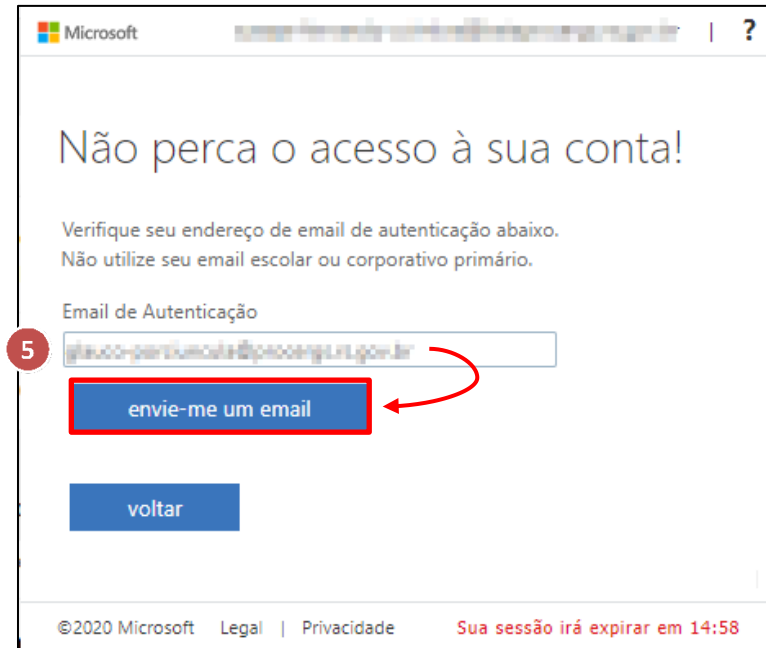 Microsoft | ?
Não perca o acesso à sua conta!
Verifique seu endereço de email de autenticação abaixo.
Não utilize seu email escolar ou corporativo primário.
Email de Autenticação
5
envie-me um email
voltar
©2020 Microsoft Legal | Privacidade Sua sessão irá expirar em 14:58